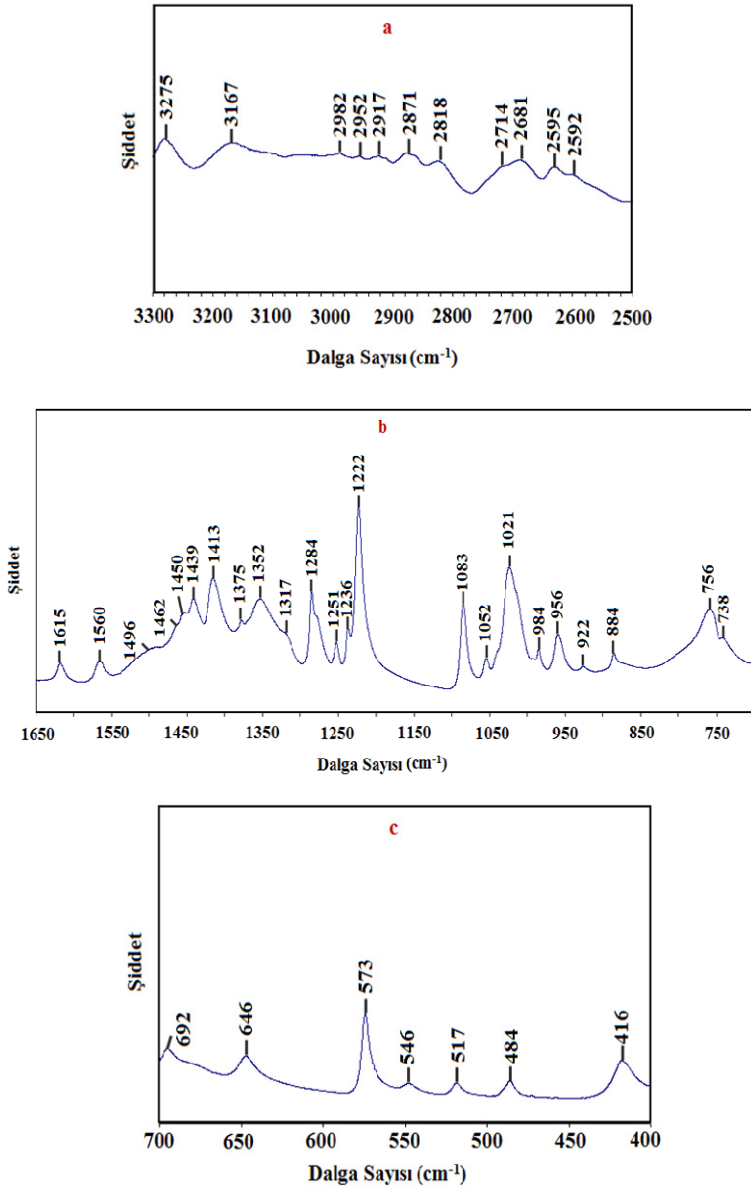 a
3275 3167 2982 2952 2917 2871 2818 2714 2681 2595 2592
Şiddet
3300 3200 3100 3000 2900 2800 2700 2600 2500
Dalga Sayısı (cm-1)
b
1615 1560 1496 1462 1450 1439 1413 1375 1352 1317 1284 1251 1236 1222 1083 1052 1021 984 956 922 884 756 738
Şiddet
1650 1550 1450 1350 1250 1150 1050 950 850 750
Dalga Sayısı (cm-1)
c
692 646 573 546 517 484 416
Şiddet
700 650 600 550 500 450 400
Dalga Sayısı (cm-1)